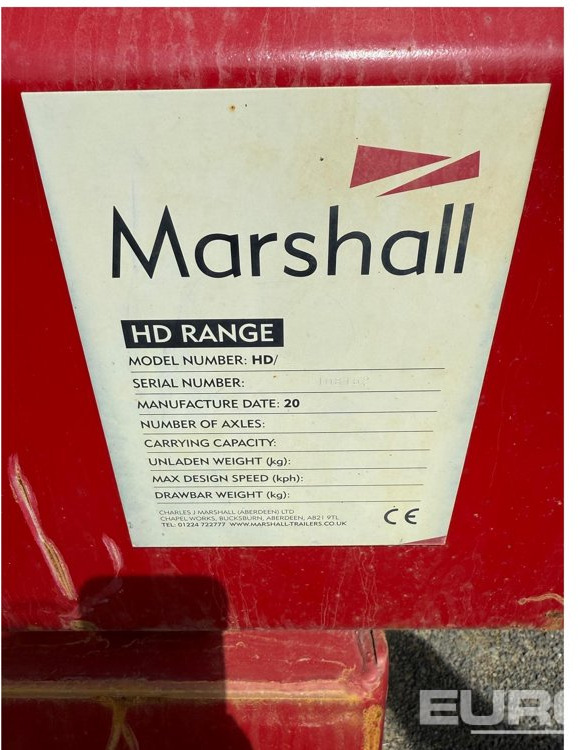 Marshall
HD RANGE
MODEL NUMBER: HD/
SERIAL NUMBER:
MANUFACTURE DATE: 20
NUMBER OF AXLES:
CARRYING CAPACITY:
UNLADEN WEIGHT (kg):
MAX DESIGN SPEED (kph):
DRAWBAR WEIGHT (kg):
CHARLES J MARSHALL (ABERDEEN) LTD
CHAPEL WORKS, BUCKSBURN, ABERDEEN, AB21 9TL
TEL: 01224 722777 WWW.MARSHALL-TRAILERS.CO.UK
CE
EURO